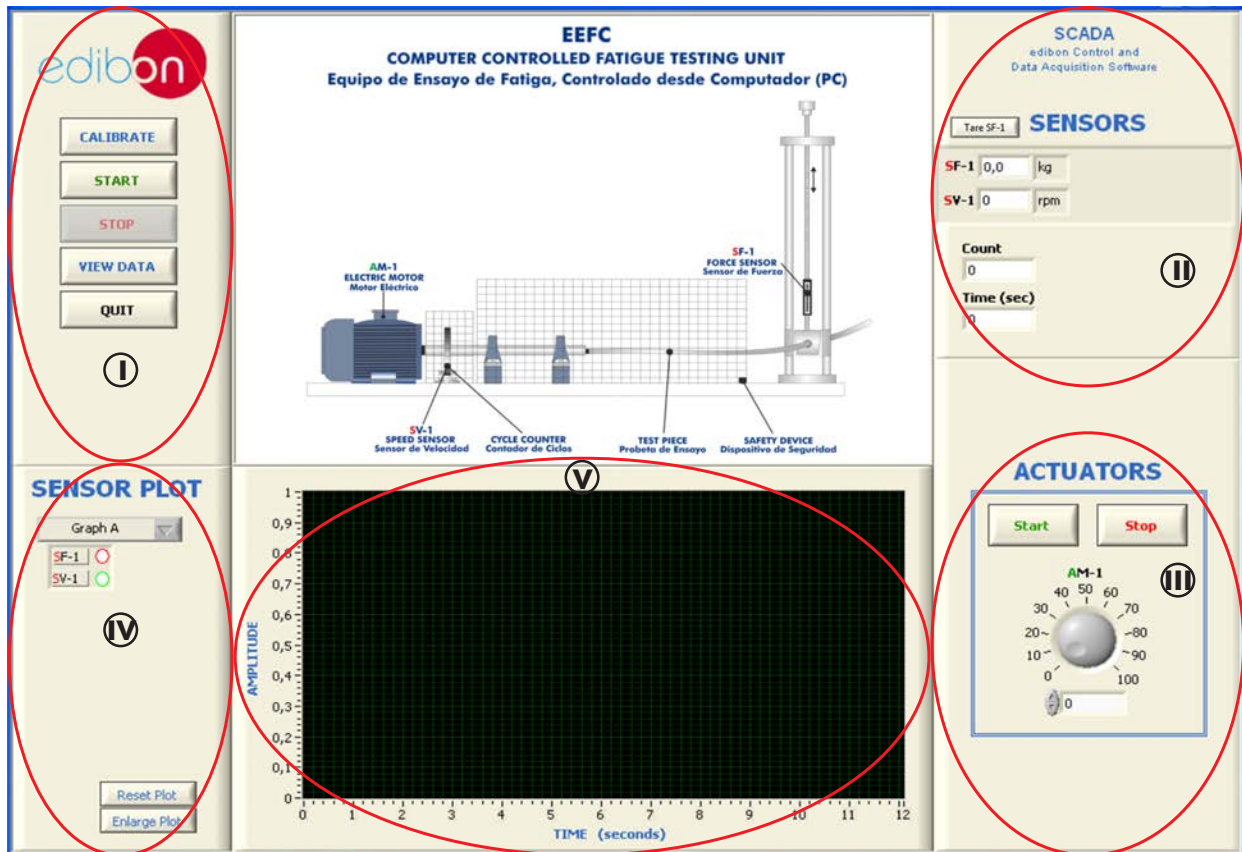 edibon
CALIBRATE
START
STOP
VIEW DATA
QUIT
I
EEFC
COMPUTER CONTROLLED FATIGUE TESTING UNIT
Equipo de Ensayo de Fatiga, Controlado desde Computador (PC)
SF-1
FORCE SENSOR
Sensor de Fuerza
AM-1
ELECTRIC MOTOR
Motor Eléctrico
SV-1
SPEED SENSOR
Sensor de Velocidad
CYCLE COUNTER
Contador de Ciclos
TEST PIECE
Probeta de Ensayo
SAFETY DEVICE
Dispositivo de Seguridad
SCADA
edibon Control and
Data Acquisition Software
Tare SF-1 SENSORS
SF-1 0,0 kg
SV-1 0 rpm
Count
0
Time (sec)
0
II
SENSOR PLOT
Graph A
SF-1
SV-1
IV
Reset Plot
Enlarge Plot
V
AMPLITUDE
1
0,9
0,8
0,7
0,6
0,5
0,4
0,3
0,2
0,1
0
0 1 2 3 4 5 6 7 8 9 10 11 12
TIME (seconds)
ACTUATORS
Start Stop
AM-1
III
0 10 20 30 40 50 60 70 80 90 100
0